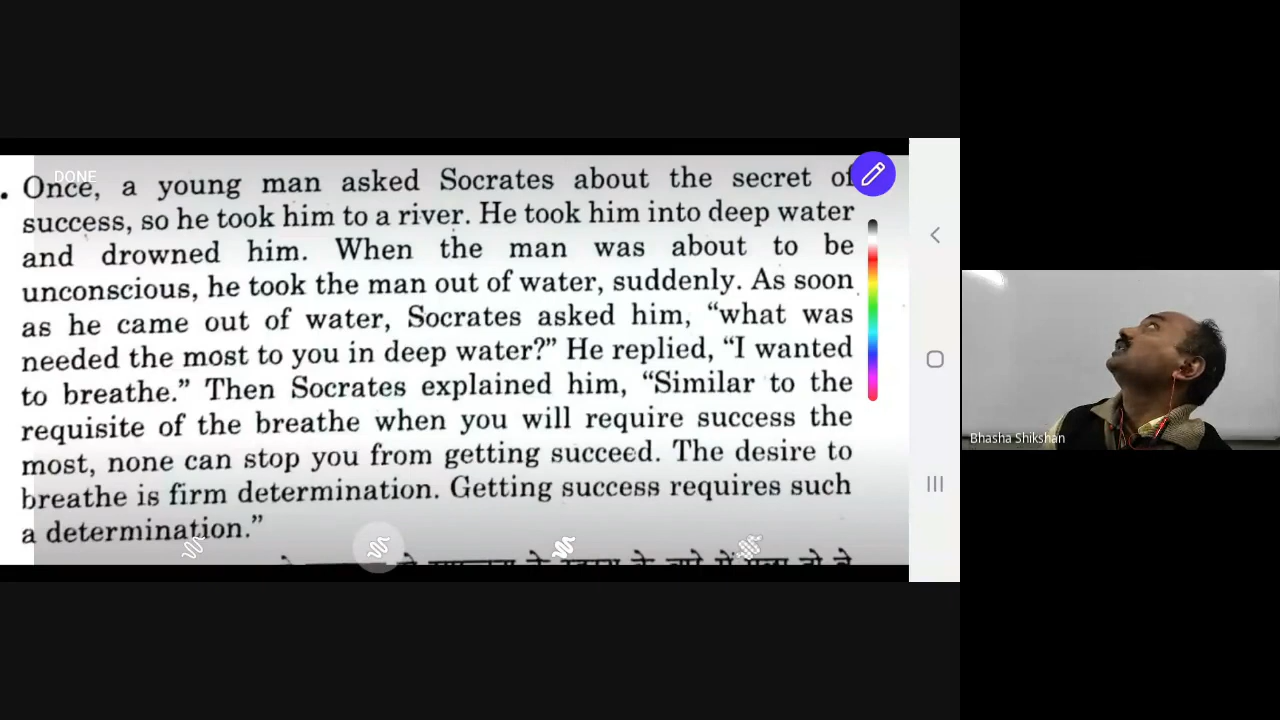 DONE
Once, a young man asked Socrates about the secret of
success, so he took him to a river. He took him into deep water
and drowned him. When the man was about to be
unconscious, he took the man out of water, suddenly. As soon
as he came out of water, Socrates asked him, “what was
needed the most to you in deep water?” He replied, “I wanted
to breathe.” Then Socrates explained him, “Similar to the
requisite of the breathe when you will require success the
most, none can stop you from getting succeed. The desire to
breathe is firm determination. Getting success requires such
a determination.”
Bhasha Shikshan